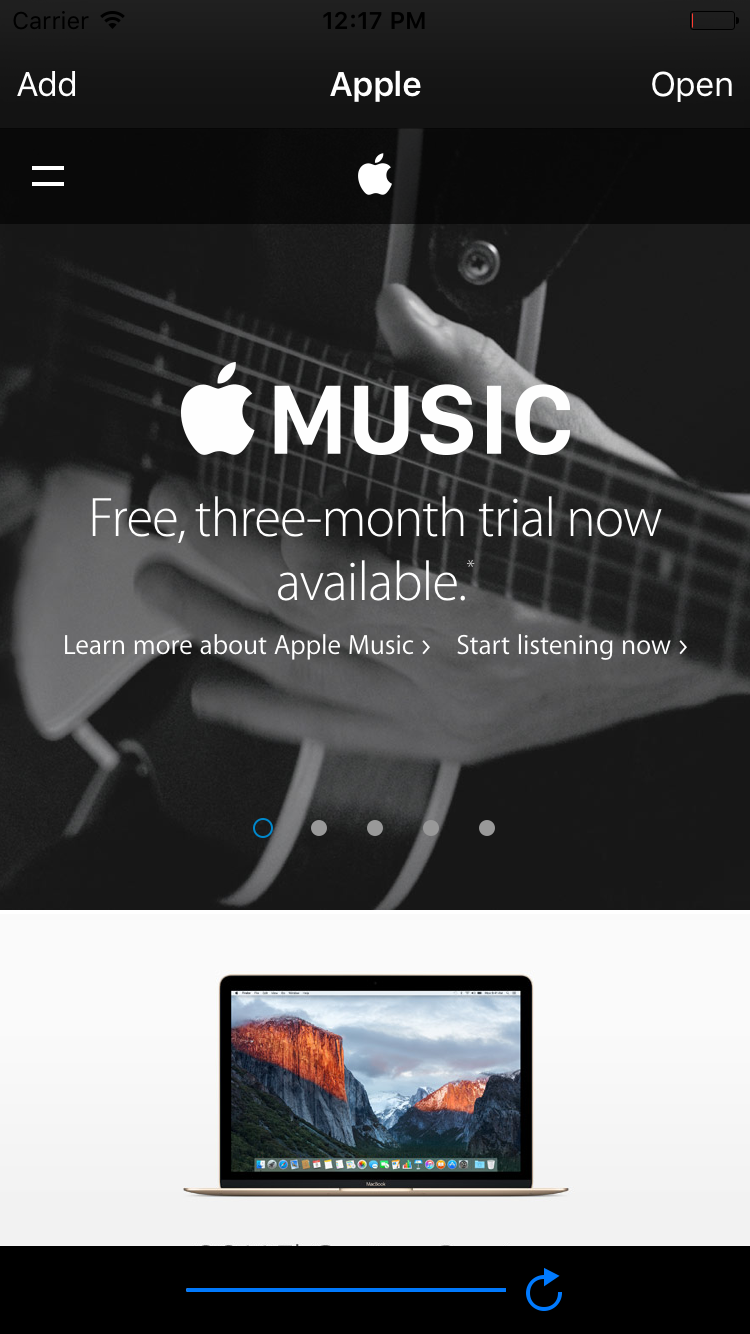 Carrier 12:17 PM
Add Apple Open
MUSIC
Free, three-month trial now
available.*
Learn more about Apple Music › Start listening now ›
MacBook